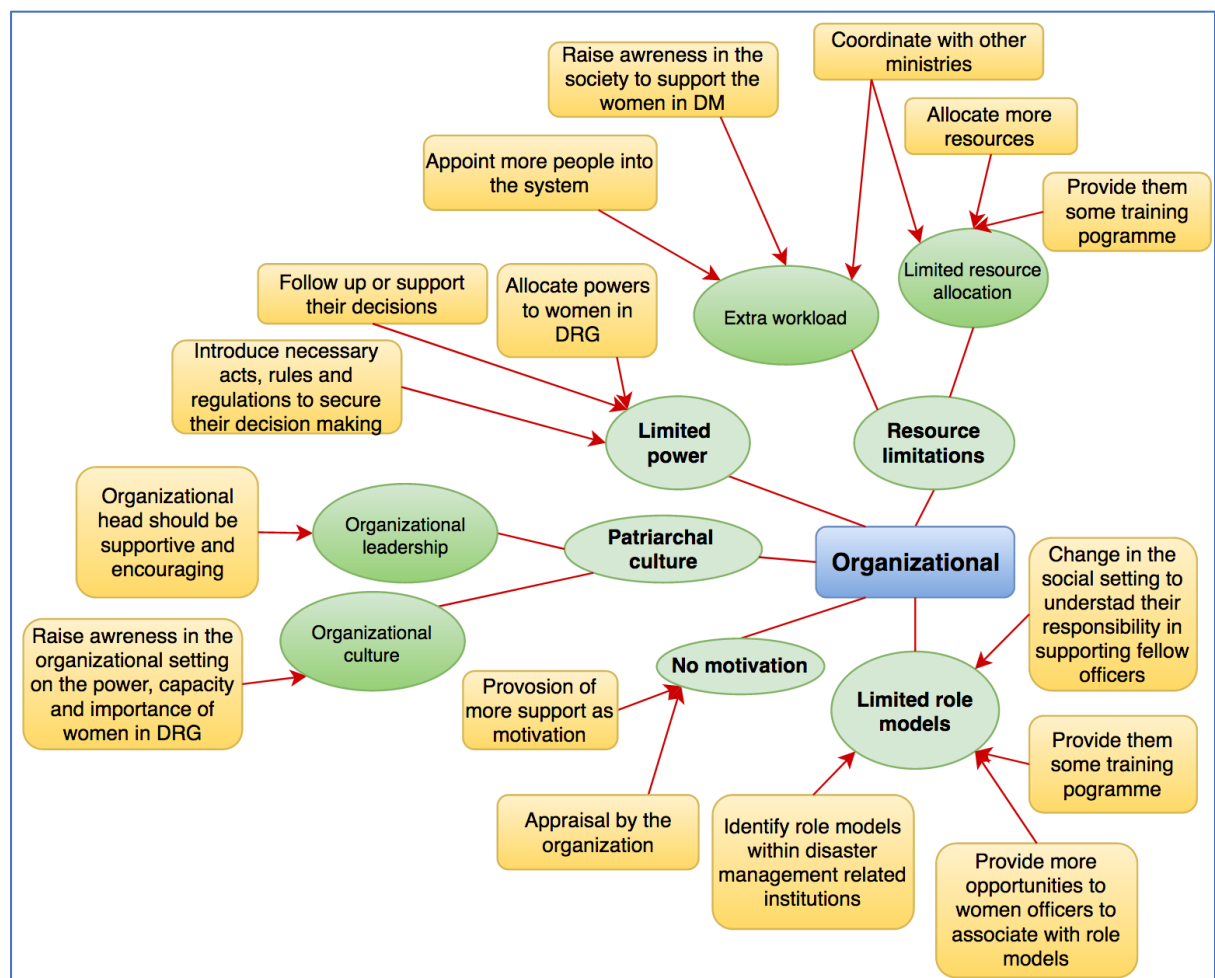 Raise awreness in the
society to support the
women in DM
Coordinate with other
ministries
Allocate more
resources
Appoint more people into
the system
Provide them
some training
pogramme
Limited resource
allocation
Extra workload
Follow up or support
their decisions
Allocate powers
to women in
DRG
Introduce necessary
acts, rules and
regulations to secure
their decision making
Limited
power
Resource
limitations
Organizational
head should be
supportive and
encouraging
Organizational
leadership
Patriarchal
culture
Organizational
Change in the
social setting to
understad their
responsibility in
supporting fellow
officers
Raise awreness in the
organizational setting
on the power, capacity
and importance of
women in DRG
Organizational
culture
No motivation
Provosion of
more support as
motivation
Limited role
models
Provide them
some training
pogramme
Appraisal by the
organization
Identify role models
within disaster
management related
institutions
Provide more
opportunities to
women officers to
associate with role
models